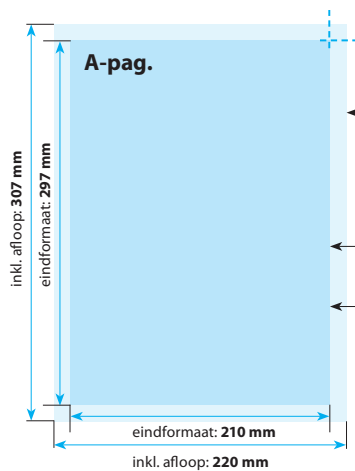 A-pag.
inkl. afloop: 307 mm
eindformaat: 297 mm
eindformaat: 210 mm
inkl. afloop: 220 mm